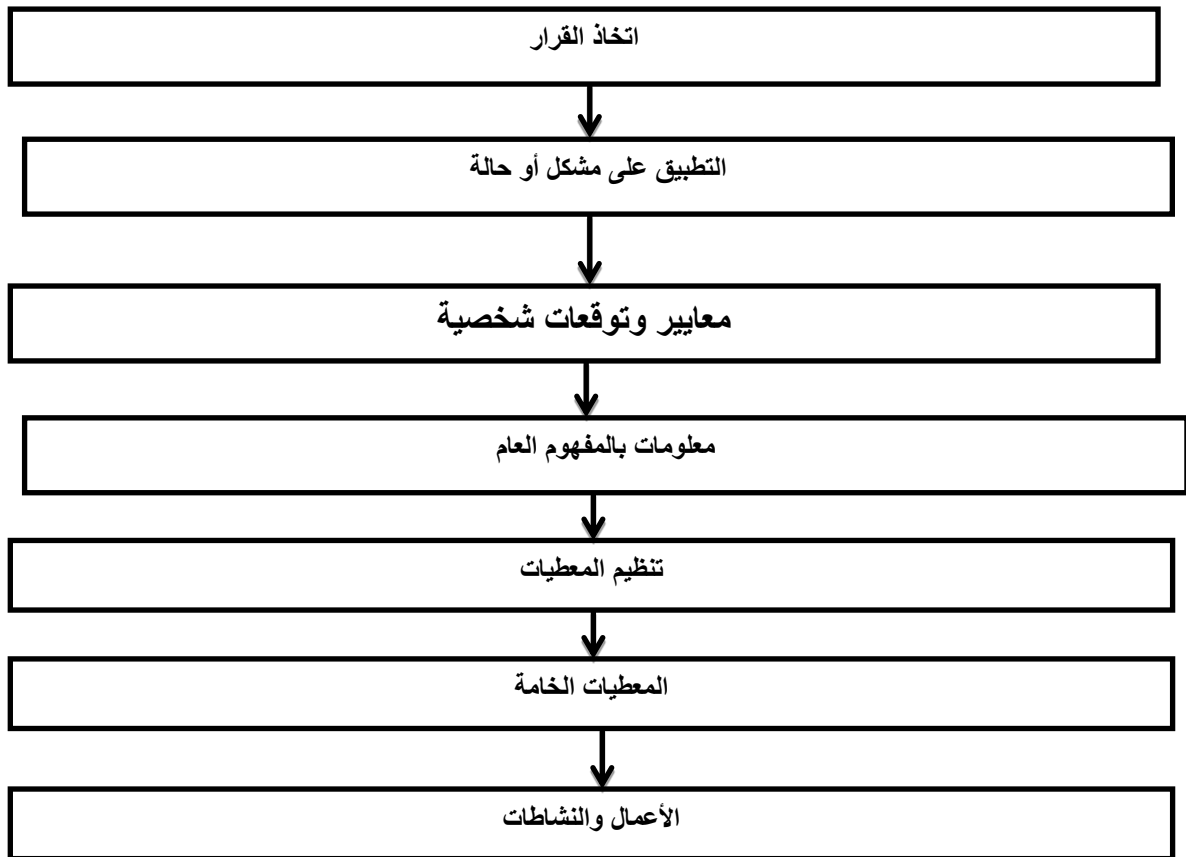 اتخاذ القرار
التطبيق على مشكل أو حالة
معايير وتوقعات شخصية
معلومات بالمفهوم العام
تنظيم المعطيات
المعطيات الخامة
الأعمال والنشاطات